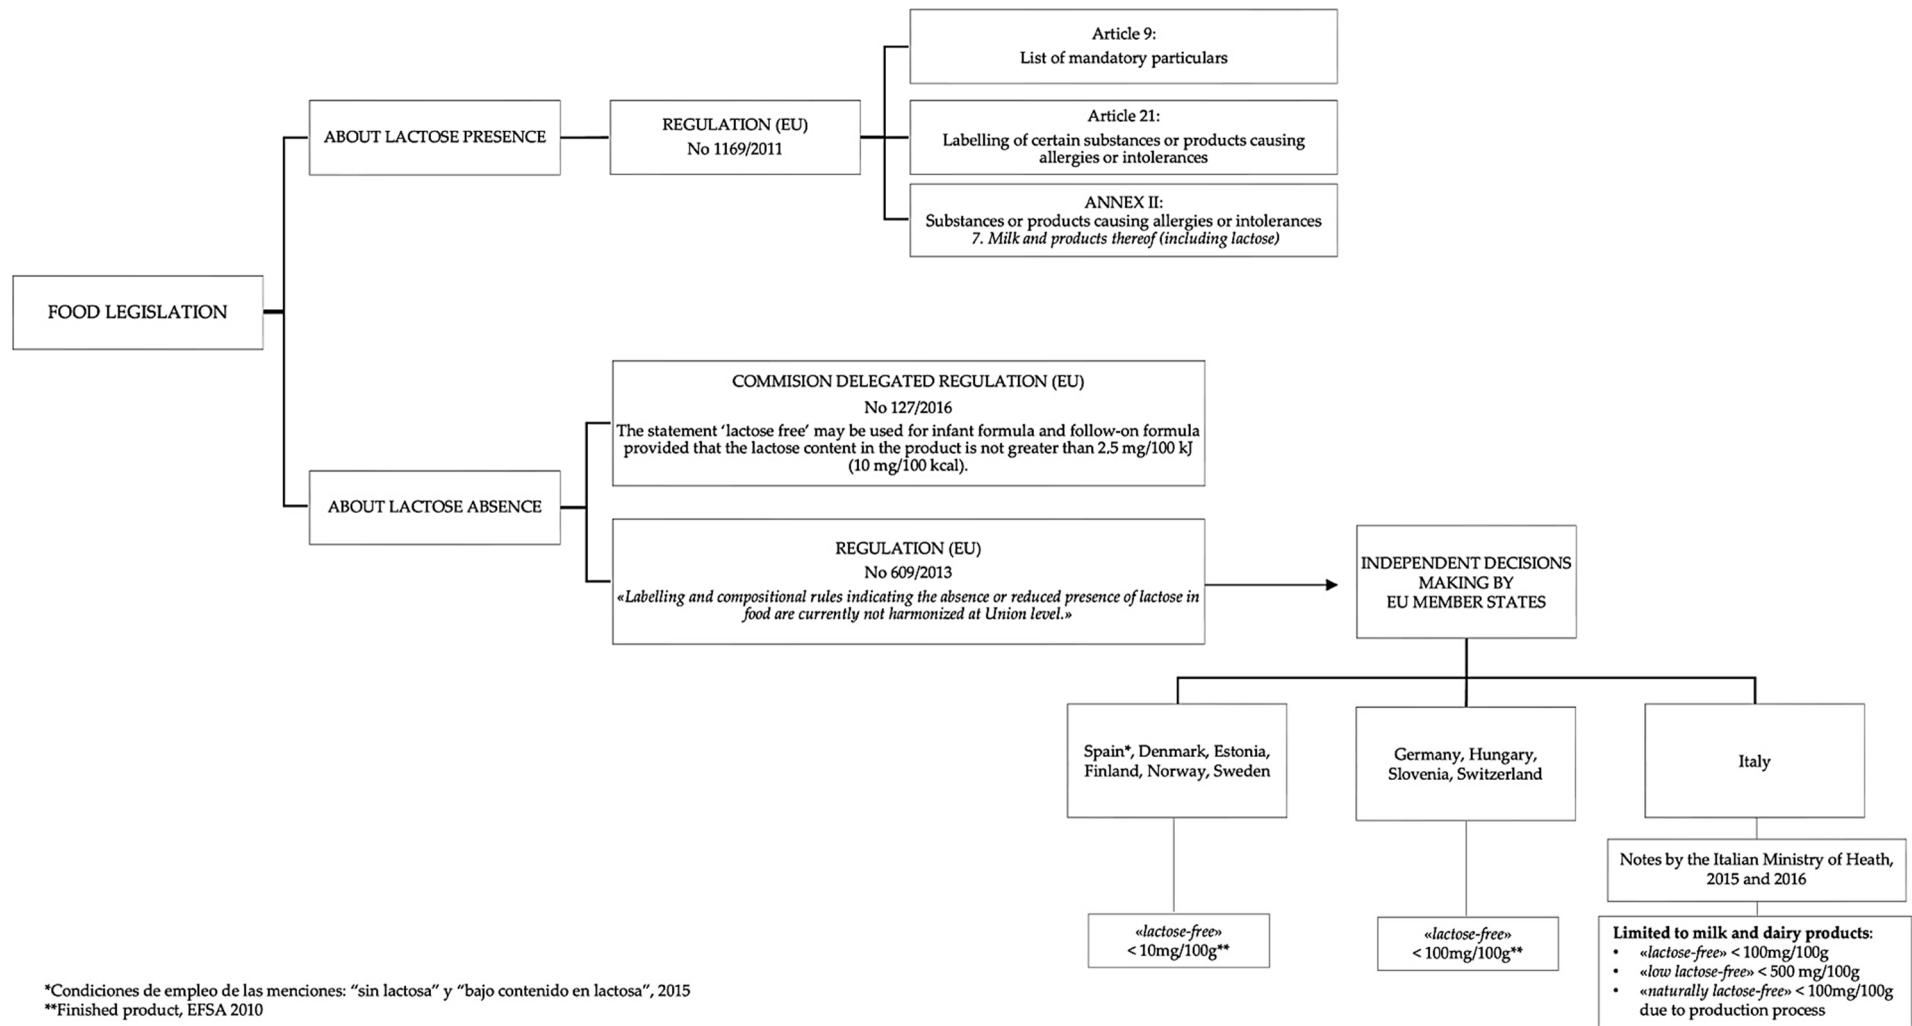 Article 9:
List of mandatory particulars
ABOUT LACTOSE PRESENCE
REGULATION (EU)
No 1169/2011
Article 21:
Labelling of certain substances or products causing
allergies or intolerances
ANNEX II:
Substances or products causing allergies or intolerances
7. Milk and products thereof (including lactose)
FOOD LEGISLATION
COMMISION DELEGATED REGULATION (EU)
No 127/2016
The statement ‘lactose free’ may be used for infant formula and follow-on formula
provided that the lactose content in the product is not greater than 2.5 mg/100 kJ
(10 mg/100 kcal).
ABOUT LACTOSE ABSENCE
REGULATION (EU)
No 609/2013
«Labelling and compositional rules indicating the absence or reduced presence of lactose in
food are currently not harmonized at Union level.»
INDEPENDENT DECISIONS
MAKING BY
EU MEMBER STATES
Spain*, Denmark, Estonia,
Finland, Norway, Sweden
Germany, Hungary,
Slovenia, Switzerland
Italy
Notes by the Italian Ministry of Heath,
2015 and 2016
«lactose-free»
< 10mg/100g**
«lactose-free»
< 100mg/100g**
Limited to milk and dairy products:
• «lactose-free» < 100mg/100g
• «low lactose-free» < 500 mg/100g
• «naturally lactose-free» < 100mg/100g
due to production process
*Condiciones de empleo de las menciones: “sin lactosa” y “bajo contenido en lactosa”, 2015
**Finished product, EFSA 2010